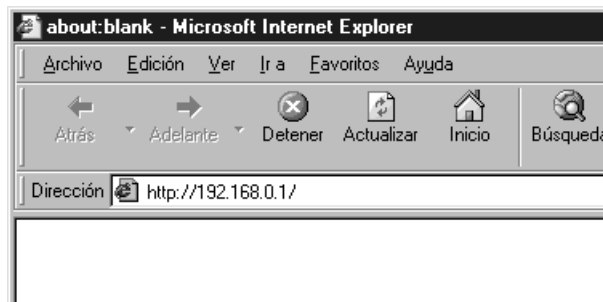 about:blank - Microsoft Internet Explorer
Archivo Edición Ver Ir a Favoritos Ayuda
Atrás Adelante Detener Actualizar Inicio Búsqueda
Dirección http://192.168.0.1/